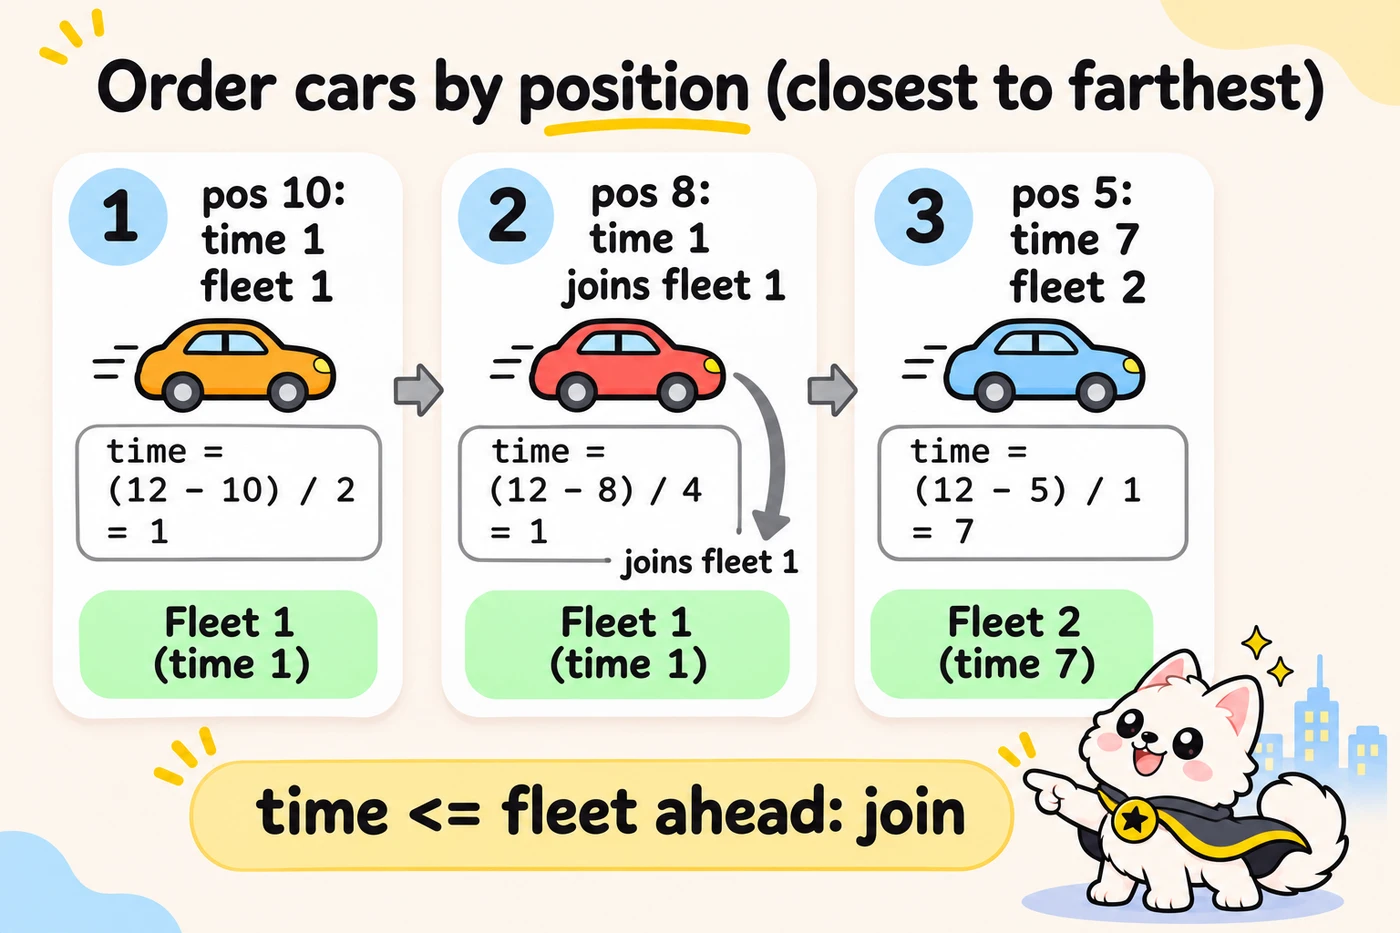 Order cars by position (closest to farthest)
1
pos 10:
time 1
fleet 1
time =
(12 - 10) / 2
= 1
Fleet 1
(time 1)
2
pos 8:
time 1
joins fleet 1
time =
(12 - 8) / 4
= 1
joins fleet 1
Fleet 1
(time 1)
3
pos 5:
time 7
fleet 2
time =
(12 - 5) / 1
= 7
Fleet 2
(time 7)
time <= fleet ahead: join